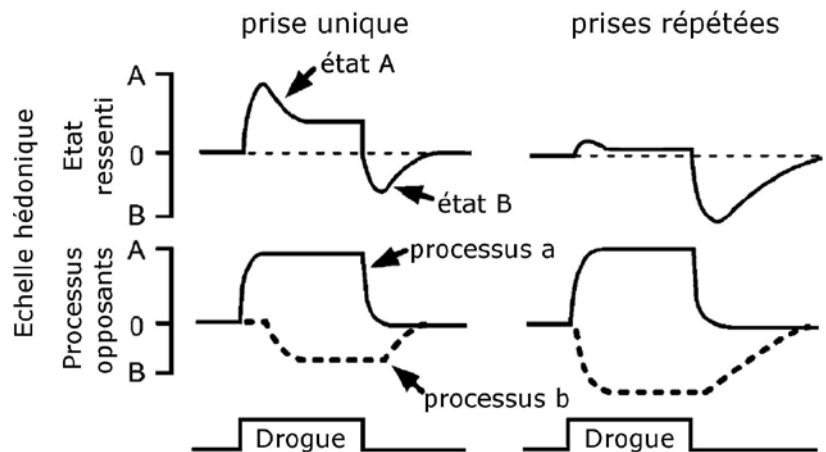 prise unique
prises répétées
Echelle hédonique
Etat
ressenti
A
0
B
état A
état B
Processus
opposants
A
0
B
processus a
processus b
Drogue
Drogue